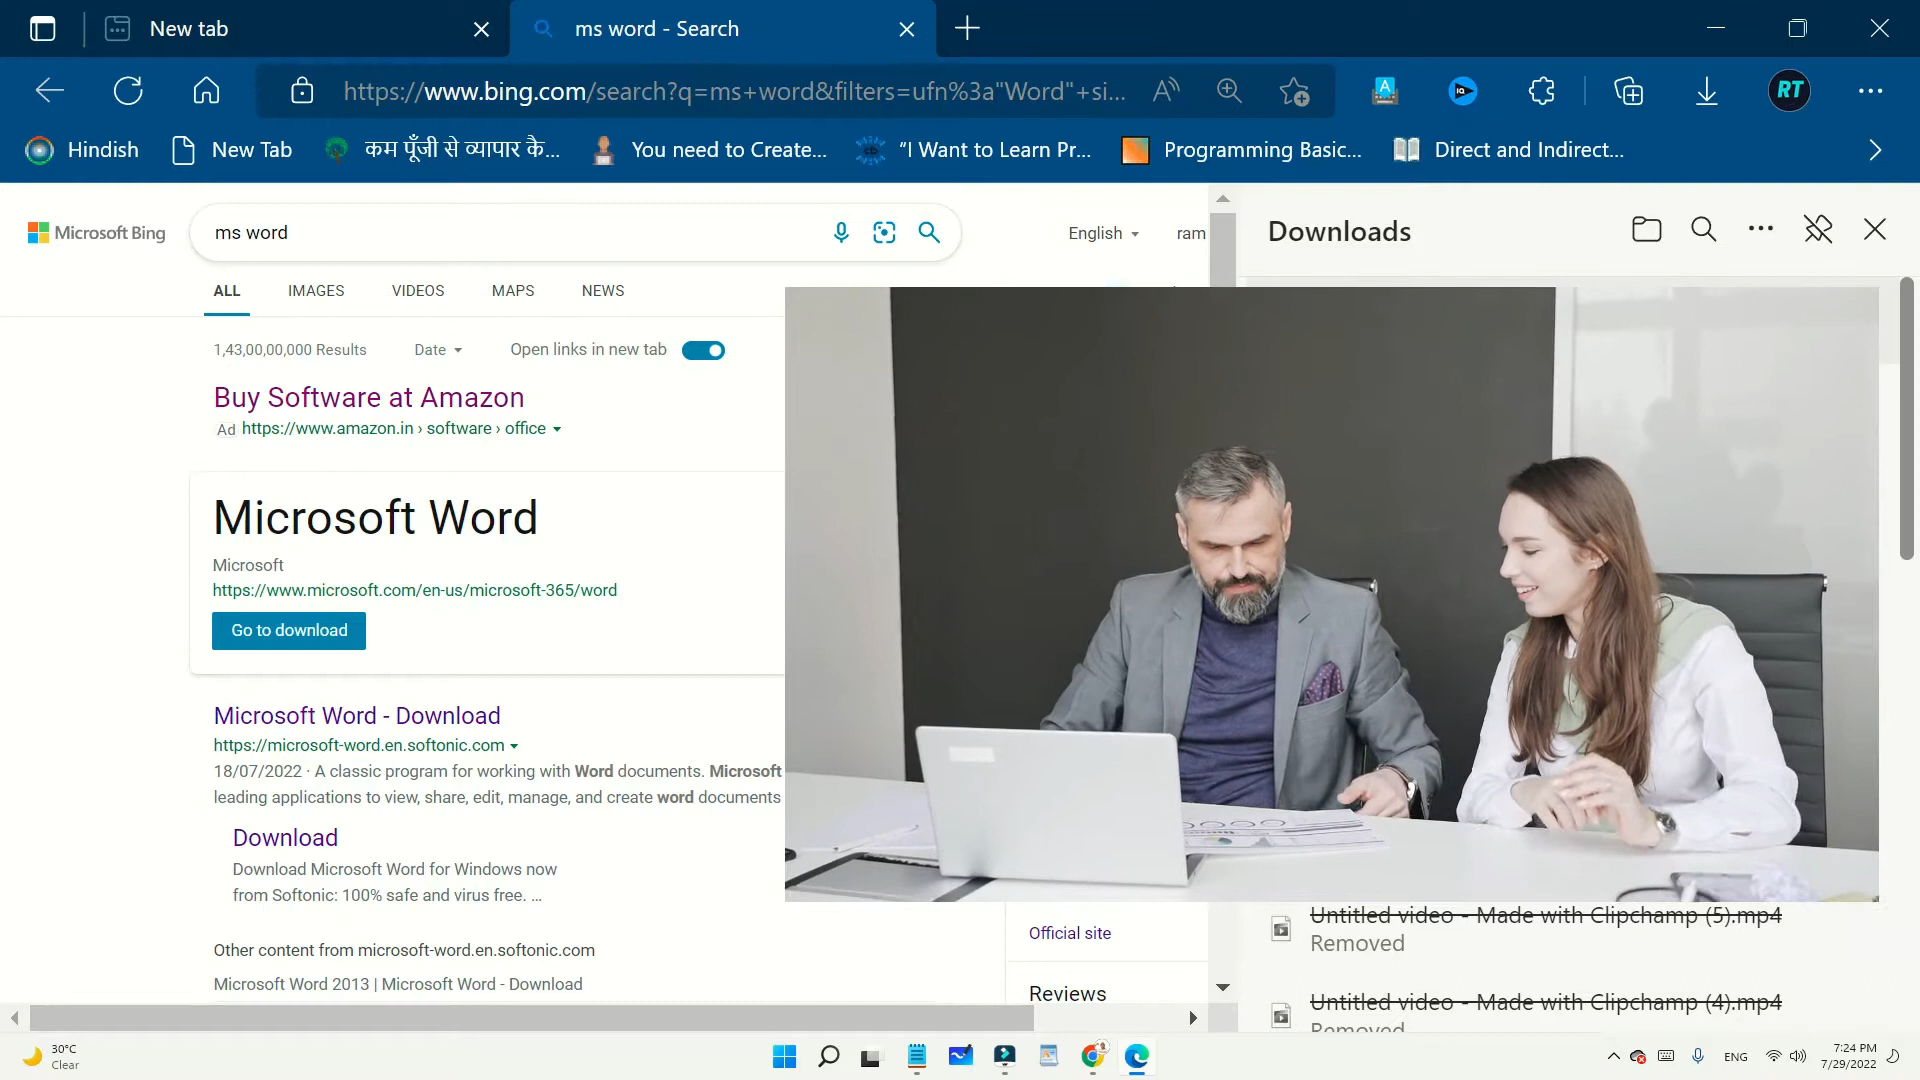 New tab
ms word - Search
https://www.bing.com/search?q=ms+word&filters=ufn%3a"Word"+si...
RT
Hindish
New Tab
कम पूँजी से व्यापार कै...
You need to Create...
“I Want to Learn Pr...
Programming Basic...
Direct and Indirect...
Microsoft Bing
ms word
English
ram
Downloads
ALL
IMAGES
VIDEOS
MAPS
NEWS
1,43,00,00,000 Results
Date
Open links in new tab
Buy Software at Amazon
Ad https://www.amazon.in › software › office
Microsoft Word
Microsoft
https://www.microsoft.com/en-us/microsoft-365/word
Go to download
Microsoft Word - Download
https://microsoft-word.en.softonic.com
18/07/2022 · A classic program for working with Word documents. Microsoft
leading applications to view, share, edit, manage, and create word documents
Download
Download Microsoft Word for Windows now
from Softonic: 100% safe and virus free. ...
Other content from microsoft-word.en.softonic.com
Microsoft Word 2013 | Microsoft Word - Download
Official site
Reviews
Untitled video - Made with Clipchamp (5).mp4
Removed
Untitled video - Made with Clipchamp (4).mp4
Removed
30°C
Clear
ENG
7:24 PM
7/29/2022